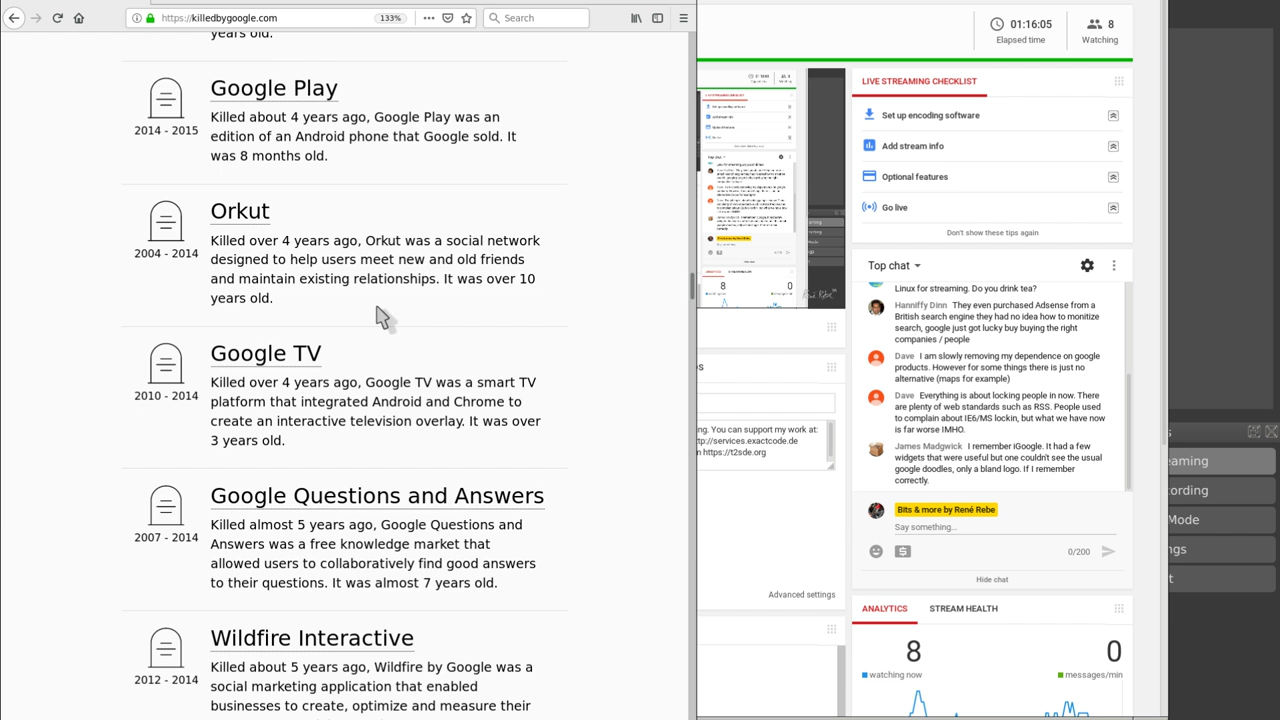 https://killedbygoogle.com
133%
Search
years old.
Google Play
Killed about 4 years ago, Google Play was an
edition of an Android phone that Google sold. It
was 8 months old.
2014 - 2015
Orkut
Killed over 4 years ago, Orkut was a social network
designed to help users meet new and old friends
and maintain existing relationships. It was over 10
years old.
2004 - 2014
Google TV
Killed over 4 years ago, Google TV was a smart TV
platform that integrated Android and Chrome to
create an interactive television overlay. It was over
3 years old.
2010 - 2014
Google Questions and Answers
Killed almost 5 years ago, Google Questions and
Answers was a free knowledge market that
allowed users to collaboratively find good answers
to their questions. It was almost 7 years old.
2007 - 2014
Wildfire Interactive
Killed about 5 years ago, Wildfire by Google was a
social marketing application that enabled
businesses to create, optimize and measure their
2012 - 2014
01:16:05
Elapsed time
8
Watching
LIVE STREAMING CHECKLIST
Set up encoding software
Add stream info
Optional features
Go live
Don't show these tips again
Top chat
Linux for streaming. Do you drink tea?
Hanniffy Dinn They even purchased Adsense from a
British search engine they had no idea how to monitize
search, google just got lucky buy buying the right
companies / people
Dave I am slowly removing my dependence on google
products. However for some things there is just no
alternative (maps for example)
Dave Everything is about locking people in now. There
are plenty of web standards such as RSS. People used
to complain about IE6/MS lockin, but what we have now
is far worse IMHO.
James Madgwick I remember iGoogle. It had a few
widgets that were useful but one couldn't see the usual
google doodles, only a bland logo. If I remember
correctly.
Bits & more by René Rebe
Say something...
0/200
Hide chat
ANALYTICS
STREAM HEALTH
8
watching now
0
messages/min
ng. You can support my work at:
ttp://services.exactcode.de
n https://t2sde.org
Advanced settings
René Rebe
8
0
eaming
ording
Mode
ngs
t